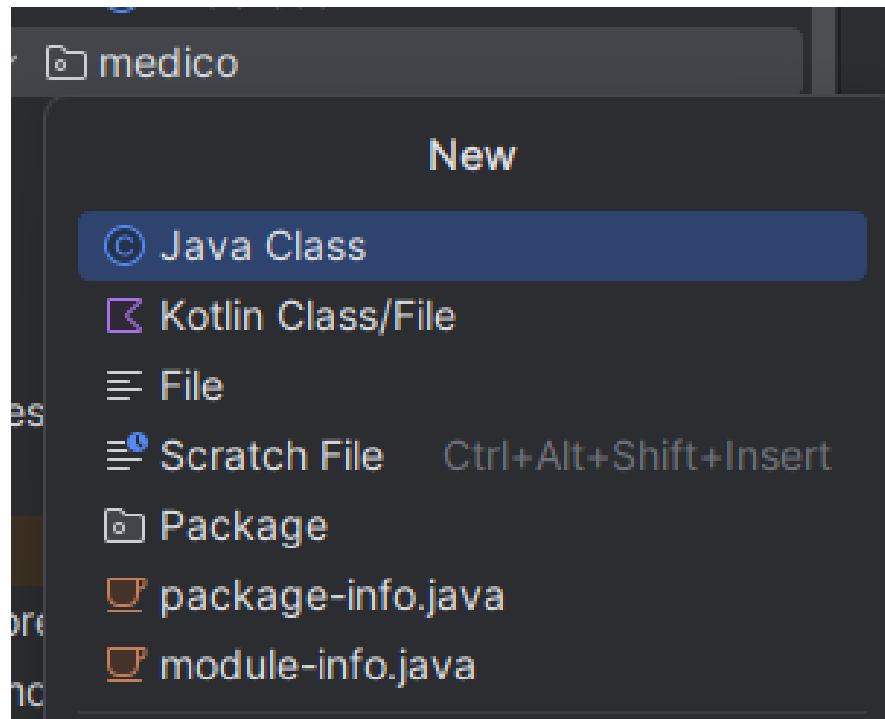 medico
New
Java Class
Kotlin Class/File
File
Scratch File Ctrl+Alt+Shift+Insert
Package
package-info.java
module-info.java